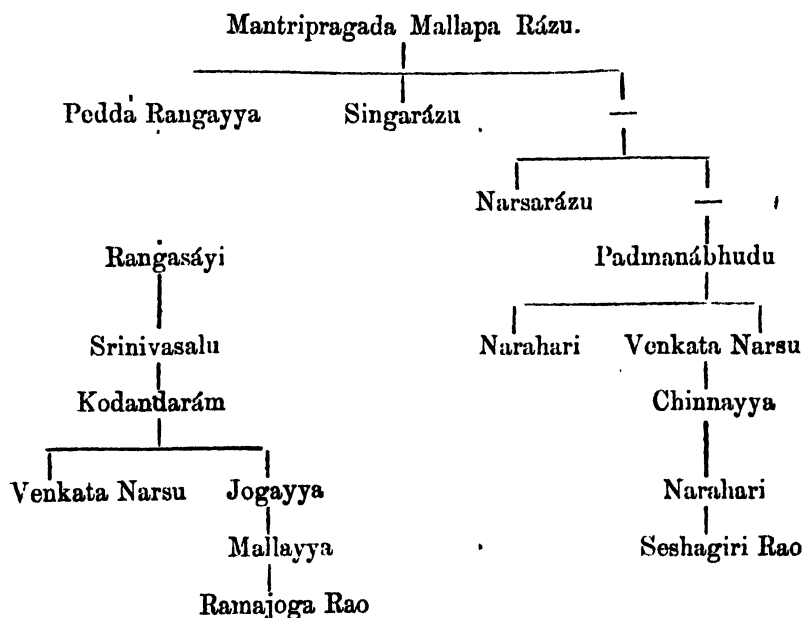 Mantripragada Mallapa Rázu.
Pedda Rangayya Singarázu —
Narsarázu —
Rangasáyi Padmanábhudu
Srinivasalu Narahari Venkata Narsu
Kodandarám Chinnayya
Venkata Narsu Jogayya Narahari
Mallayya Seshagiri Rao
Ramajoga Rao